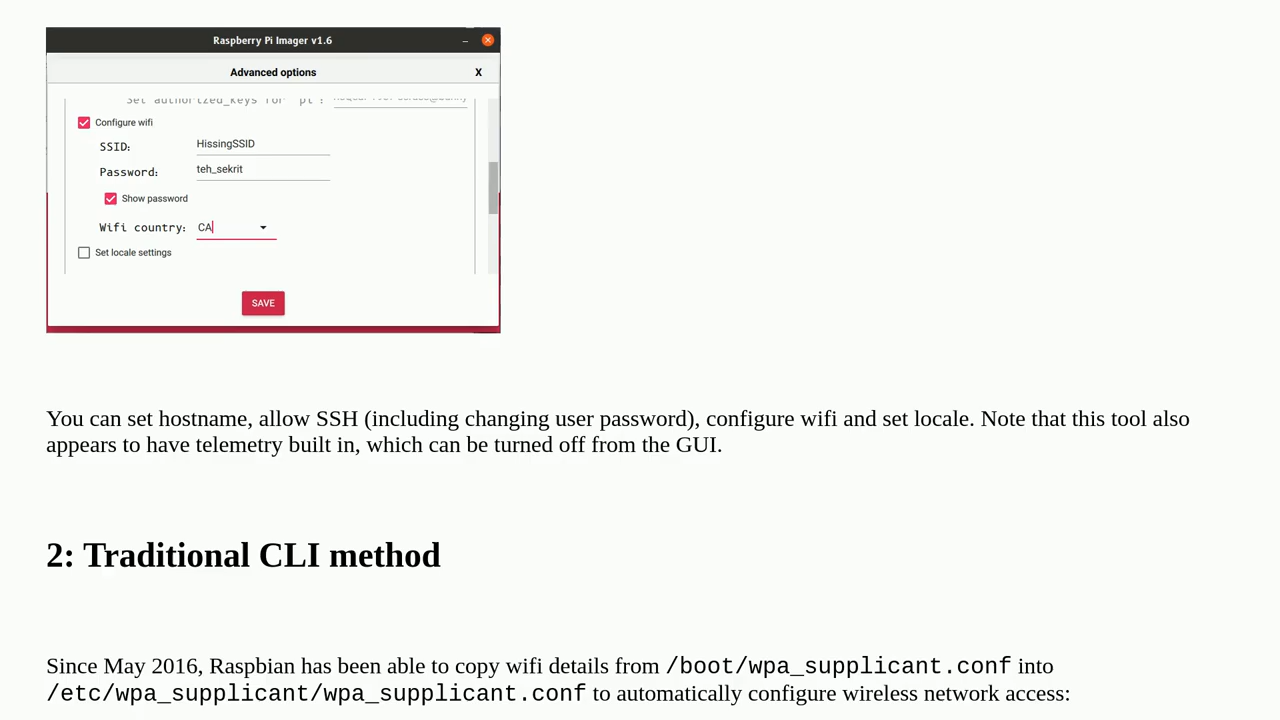 Raspberry Pi Imager v1.6
Advanced options X
Set authorized_keys for 'pt':
Configure wifi
SSID: HissingSSID
Password: teh_sekrit
Show password
Wifi country: CA
Set locale settings
SAVE
You can set hostname, allow SSH (including changing user password), configure wifi and set locale. Note that this tool also
appears to have telemetry built in, which can be turned off from the GUI.
2: Traditional CLI method
Since May 2016, Raspbian has been able to copy wifi details from /boot/wpa_supplicant.conf into
/etc/wpa_supplicant/wpa_supplicant.conf to automatically configure wireless network access: